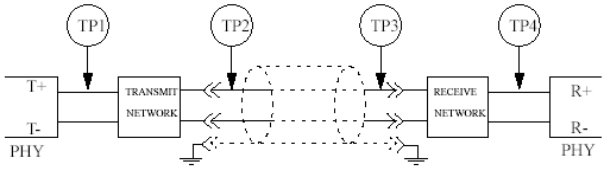 TP1
TP2
TP3
TP4
T+
T-
PHY
TRANSMIT
NETWORK
RECEIVE
NETWORK
R+
R-
PHY